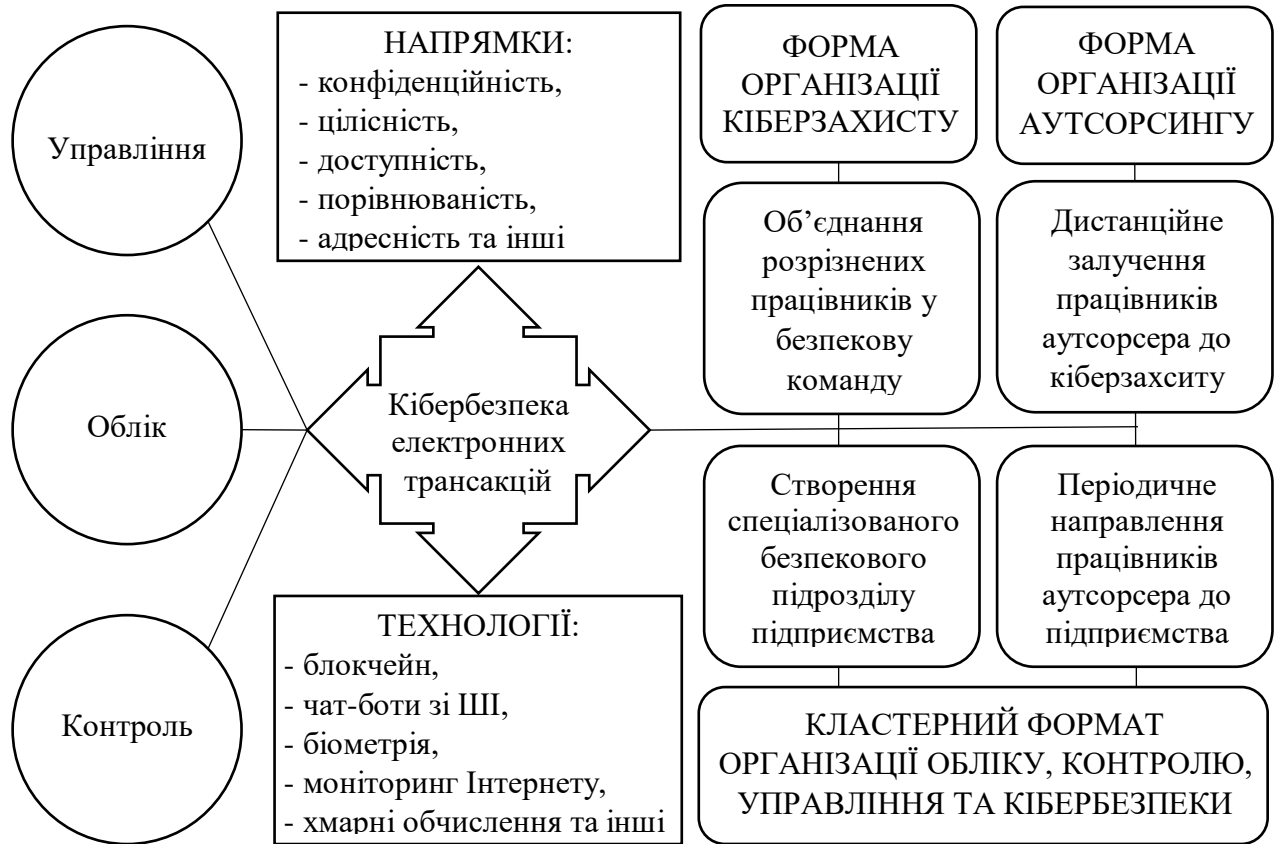 Управління
Облік
Контроль
НАПРЯМКИ:
- конфіденційність,
- цілісність,
- доступність,
- порівнюваність,
- адресність та інші
Кібербезпека
електронних
трансакцій
ТЕХНОЛОГІЇ:
- блокчейн,
- чат-боти зі ШІ,
- біометрія,
- моніторинг Інтернету,
- хмарні обчислення та інші
ФОРМА
ОРГАНІЗАЦІЇ
КІБЕРЗАХИСТУ
Об’єднання
розрізнених
працівників у
безпекову
команду
Створення
спеціалізованого
безпекового
підрозділу
підприємства
ФОРМА
ОРГАНІЗАЦІЇ
АУТСОРСИНГУ
Дистанційне
залучення
працівників
аутсорсера до
кіберзахситу
Періодичне
направлення
працівників
аутсорсера до
підприємства
КЛАСТЕРНИЙ ФОРМАТ
ОРГАНІЗАЦІЇ ОБЛІКУ, КОНТРОЛЮ,
УПРАВЛІННЯ ТА КІБЕРБЕЗПЕКИ